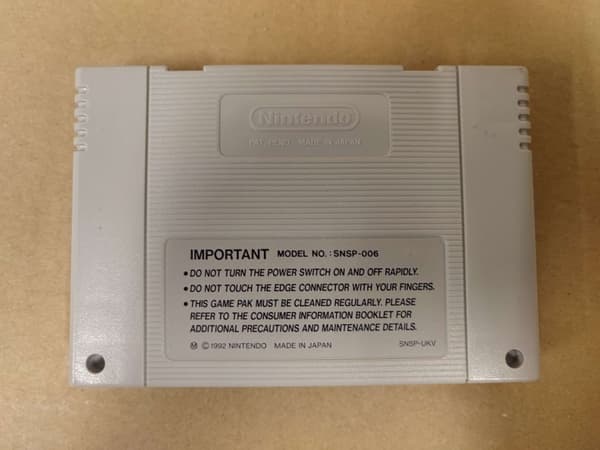 Nintendo
PAT. PEND. MADE IN JAPAN
IMPORTANT MODEL NO. : SNSP-006
• DO NOT TURN THE POWER SWITCH ON AND OFF RAPIDLY.
• DO NOT TOUCH THE EDGE CONNECTOR WITH YOUR FINGERS.
• THIS GAME PAK MUST BE CLEANED REGULARLY. PLEASE
REFER TO THE CONSUMER INFORMATION BOOKLET FOR
ADDITIONAL PRECAUTIONS AND MAINTENANCE DETAILS.
Ⓜ © 1992 NINTENDO MADE IN JAPAN SNSP-UKV